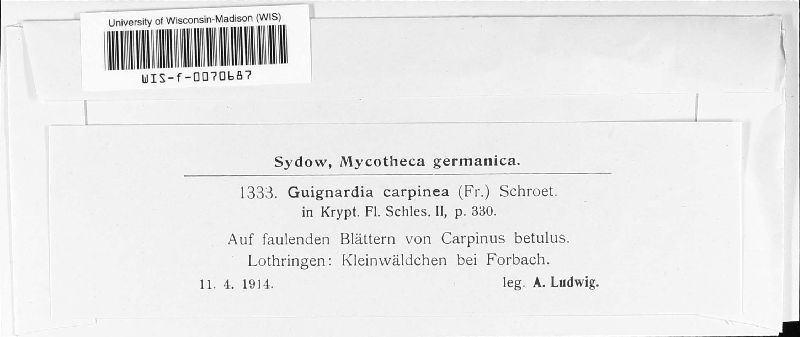 University of Wisconsin-Madison (WIS)
WIS-f-0070687
Sydow, Mycotheca germanica.
1333. Guignardia carpinea (Fr.) Schroet.
in Krypt. Fl. Schles. II, p. 330.
Auf faulenden Blättern von Carpinus betulus.
Lothringen: Kleinwäldchen bei Forbach.
11. 4. 1914. leg. A. Ludwig.